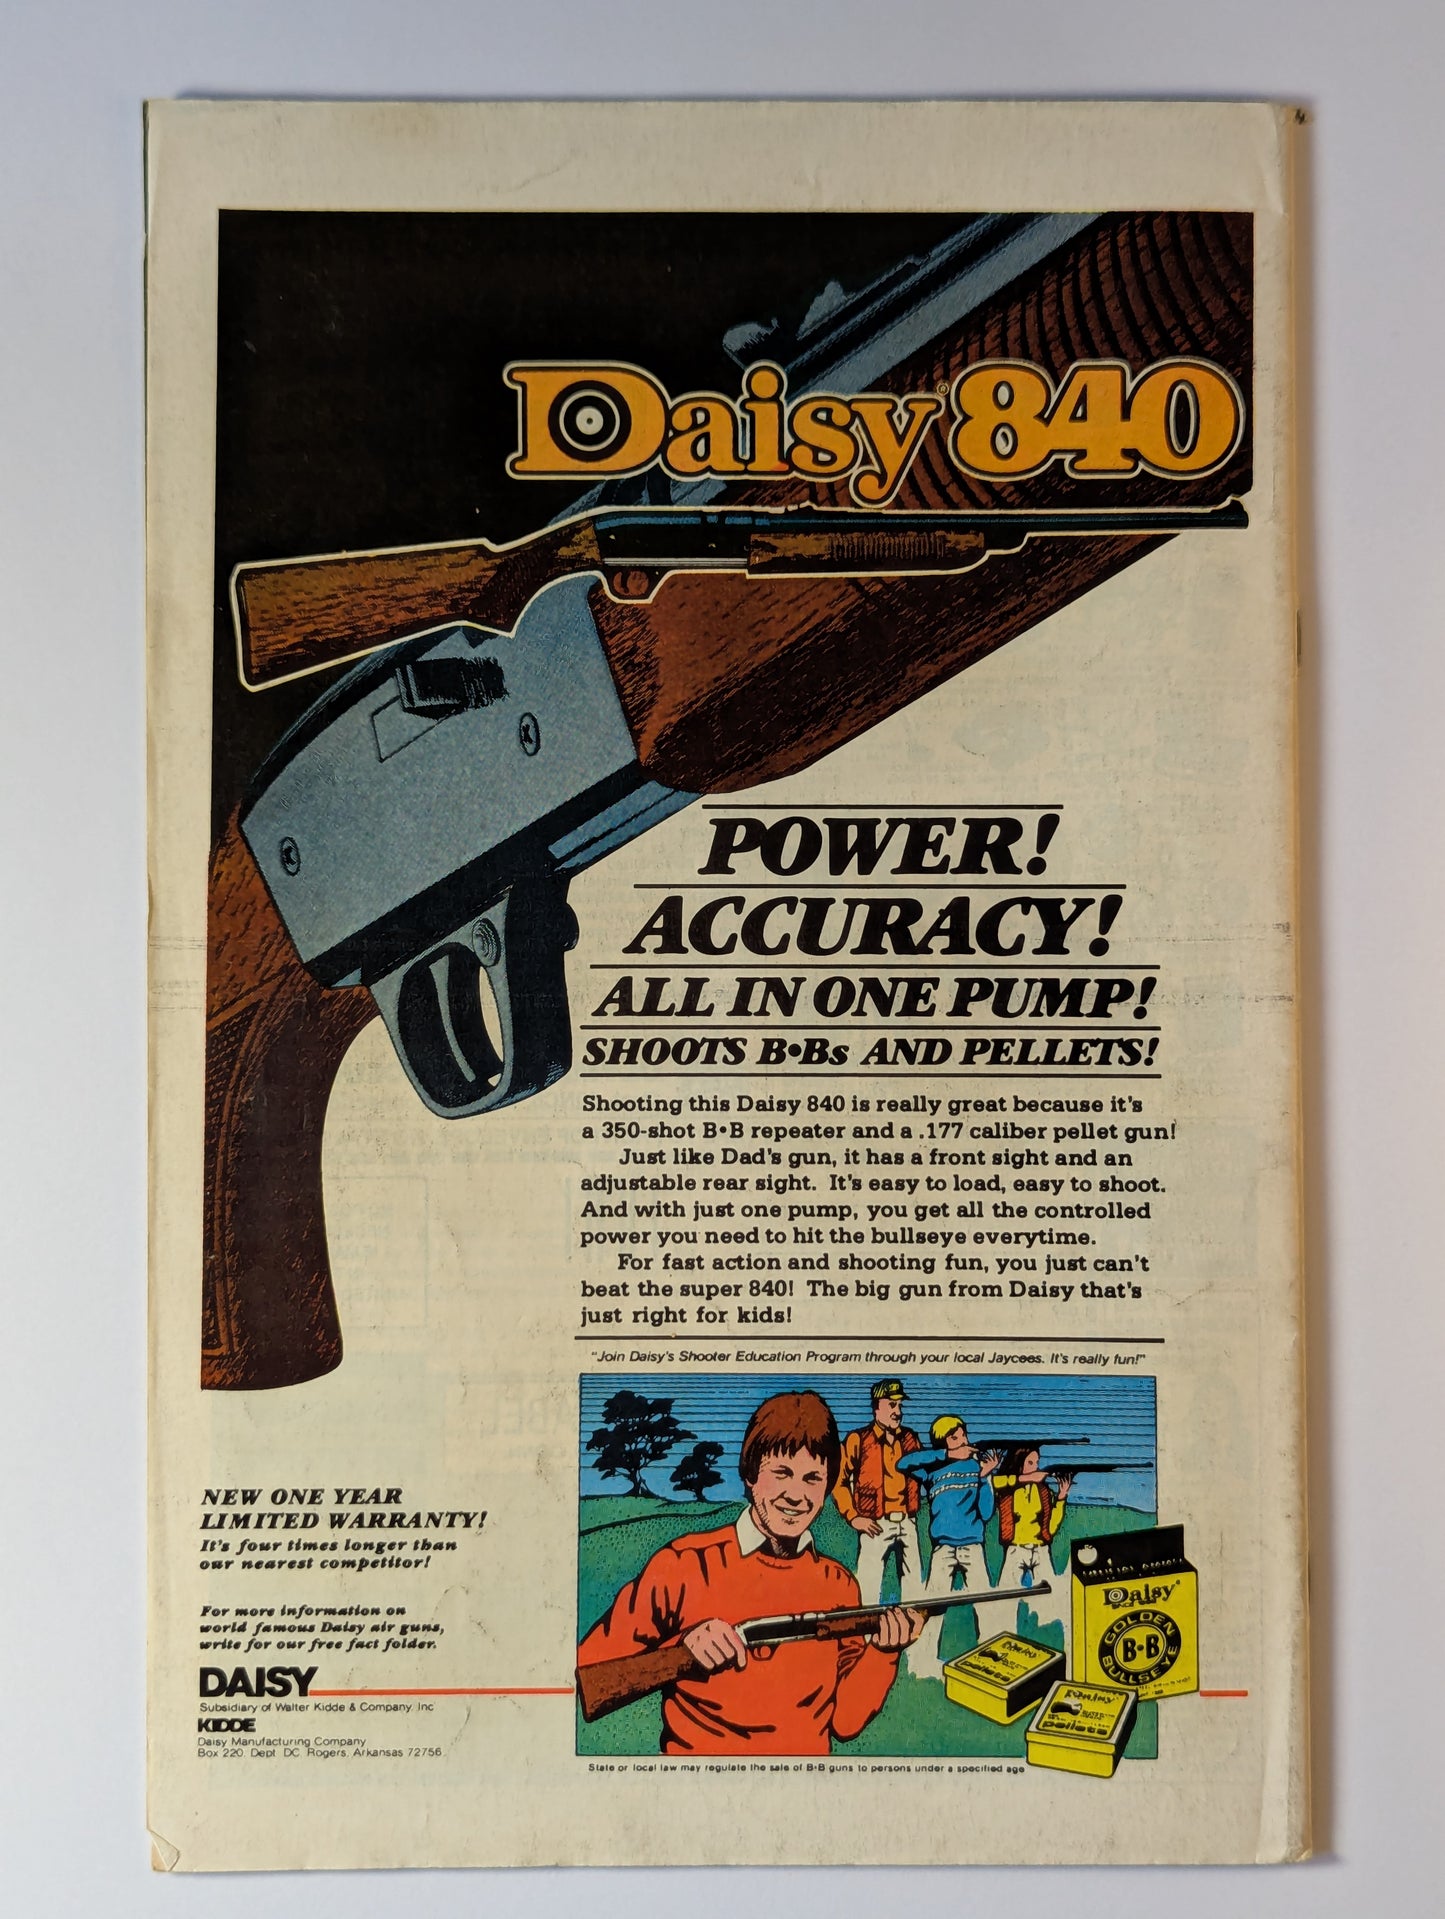 Daisy® 840
POWER!
ACCURACY!
ALL IN ONE PUMP!
SHOOTS B•Bs AND PELLETS!
Shooting this Daisy 840 is really great because it's
a 350-shot B•B repeater and a .177 caliber pellet gun!
Just like Dad's gun, it has a front sight and an
adjustable rear sight. It's easy to load, easy to shoot.
And with just one pump, you get all the controlled
power you need to hit the bullseye everytime.
For fast action and shooting fun, you just can't
beat the super 840! The big gun from Daisy that's
just right for kids!
"Join Daisy's Shooter Education Program through your local Jaycees. It's really fun!"
NEW ONE YEAR
LIMITED WARRANTY!
It's four times longer than
our nearest competitor!
For more information on
world famous Daisy air guns,
write for our free fact folder.
DAISY
Subsidiary of Walter Kidde & Company, Inc
KIDDE
Daisy Manufacturing Company
Box 220, Dept DC, Rogers, Arkansas 72756
Daisy®
GOLDEN
B•B
BULLSEYE
pellets
pellets
State or local law may regulate the sale of B•B guns to persons under a specified age